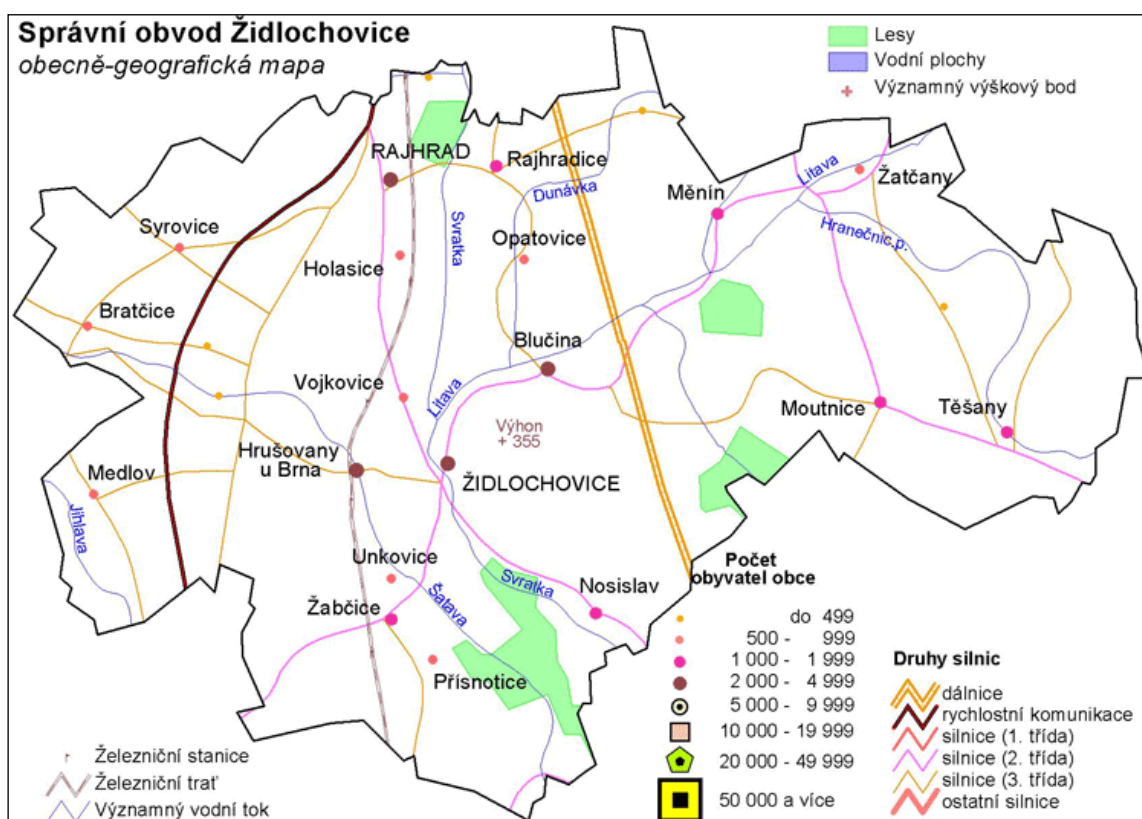 Správní obvod Židlochovice
obecně-geografická mapa
Lesy
Vodní plochy
Významný výškový bod
RAJHRAD
Rajhradice
Dunávka
Měnín
Litava
Žatčany
Syrovice
Svratka
Opatovice
Hranečnic.p.
Holasice
Bratčice
Blučina
Vojkovice
Litava
Výhon
+ 355
Moutnice
Těšany
Hrušovany
u Brna
Medlov
ŽIDLOCHOVICE
Jihlava
Unkovice
Šatava
Svratka
Nosislav
Žabčice
Přísnotice
Počet
obyvatel obce
do 499
500 - 999
1 000 - 1 999
2 000 - 4 999
5 000 - 9 999
10 000 - 19 999
20 000 - 49 999
50 000 a více
Druhy silnic
dálnice
rychlostní komunikace
silnice (1. třída)
silnice (2. třída)
silnice (3. třída)
ostatní silnice
Železniční stanice
Železniční trať
Významný vodní tok